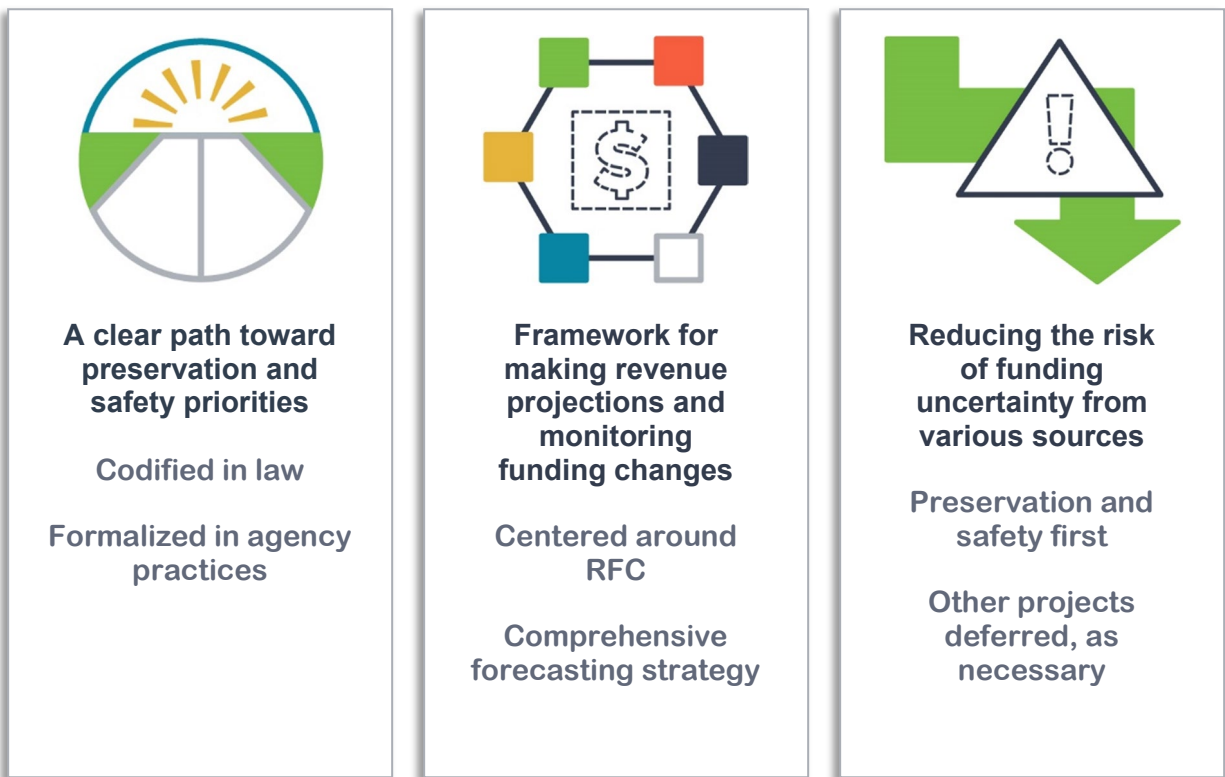 A clear path toward
preservation and
safety priorities
Codified in law
Formalized in agency
practices
Framework for
making revenue
projections and
monitoring
funding changes
Centered around
RFC
Comprehensive
forecasting strategy
Reducing the risk
of funding
uncertainty from
various sources
Preservation and
safety first
Other projects
deferred, as
necessary